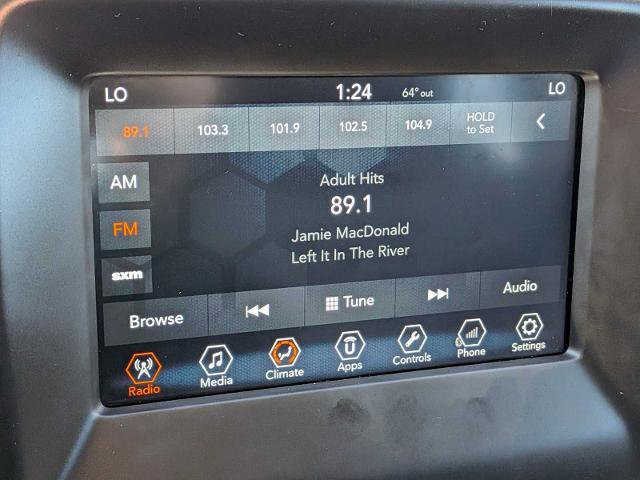 LO 1:24 64° out LO
89.1 103.3 101.9 102.5 104.9 HOLD
to Set
AM
FM
sxm
Adult Hits
89.1
Jamie MacDonald
Left It In The River
Browse Tune Audio
Radio Media Climate Apps Controls Phone Settings